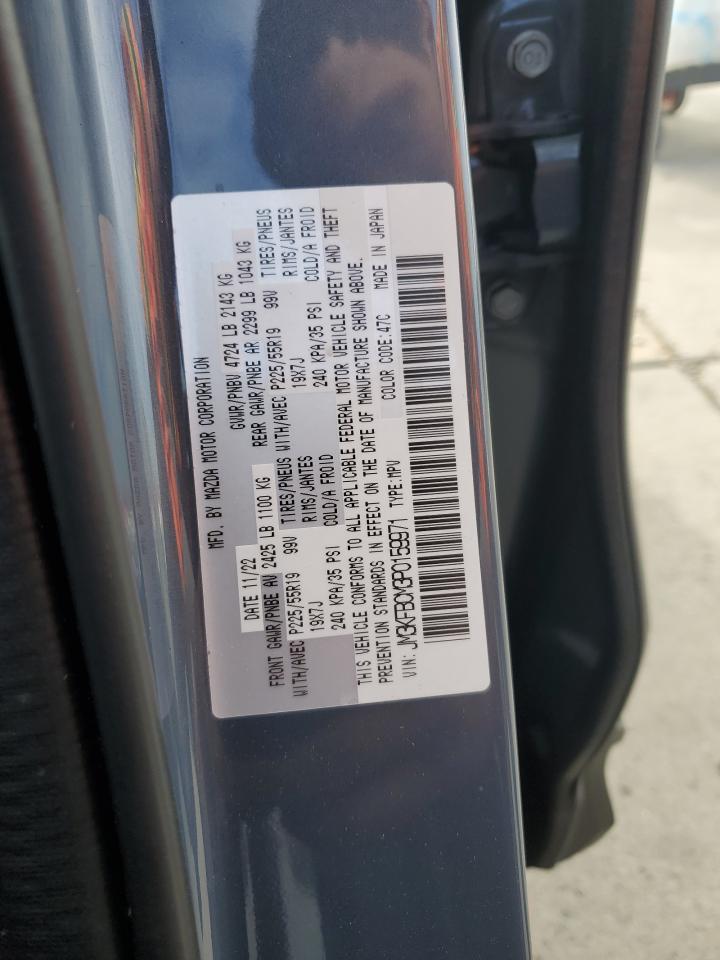 MFD. BY MAZDA MOTOR CORPORATION
DATE 11/22 GVWR/PNBV 4724 LB 2143 KG
FRONT GAWR/PNBE AV 2425 LB 1100 KG REAR GAWR/PNBE AR 2299 LB 1043 KG
WITH/AVEC P225/55R19 99V TIRES/PNEUS WITH/AVEC P225/55R19 99V TIRES/PNEUS
19X7J RIMS/JANTES 19X7J RIMS/JANTES
240 KPA/35 PSI COLD/A FROID 240 KPA/35 PSI COLD/A FROID
THIS VEHICLE CONFORMS TO ALL APPLICABLE FEDERAL MOTOR VEHICLE SAFETY AND THEFT
PREVENTION STANDARDS IN EFFECT ON THE DATE OF MANUFACTURE SHOWN ABOVE.
VIN: JM3KFBCM3P0159971 TYPE:MPV COLOR CODE:47C MADE IN JAPAN